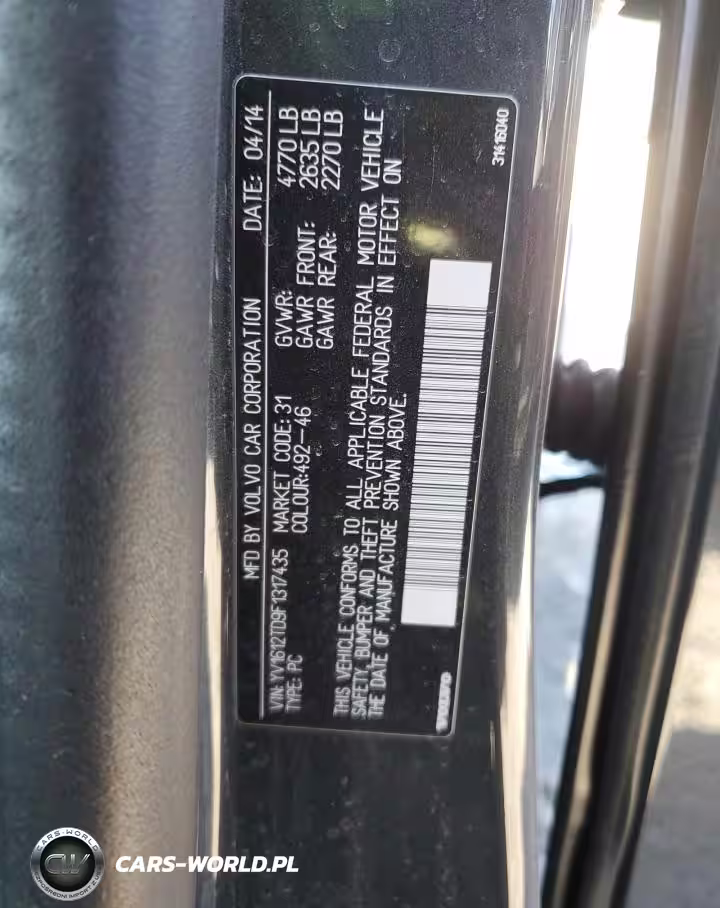 MFD BY VOLVO CAR CORPORATION DATE: 04/14
VIN: YV1612TD9F1317435 MARKET CODE: 31 GVWR: 4770 LB
TYPE: PC COLOUR:492-46 GAWR FRONT: 2635 LB
GAWR REAR: 2270 LB
THIS VEHICLE CONFORMS TO ALL APPLICABLE FEDERAL MOTOR VEHICLE
SAFETY, BUMPER AND THEFT PREVENTION STANDARDS IN EFFECT ON
THE DATE OF MANUFACTURE SHOWN ABOVE.
VOLVO
31416040
CARS-WORLD
CW
CARS-WORLD.PL